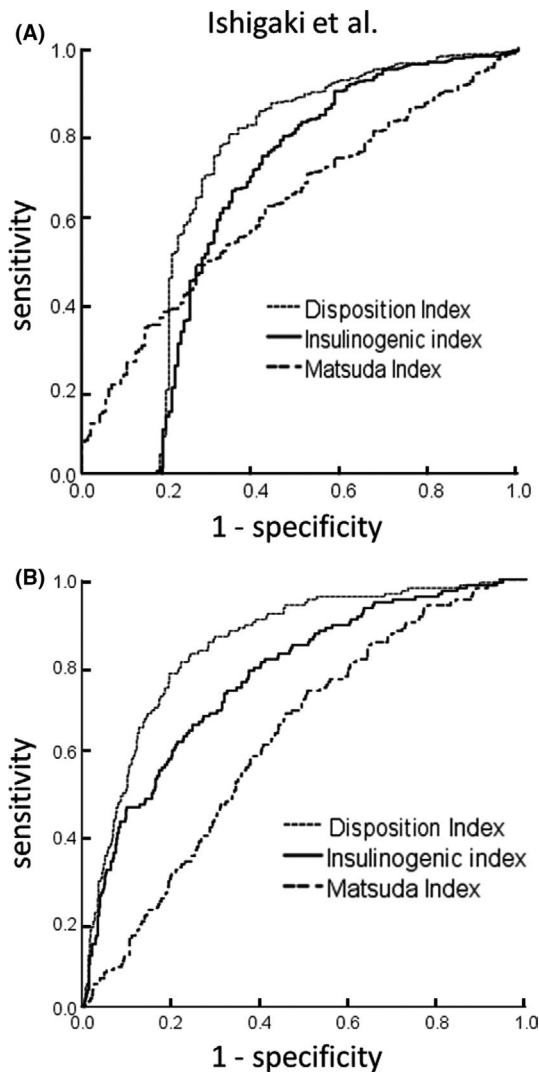 Ishigaki et al.
(A)
1.0
0.8
0.6
0.4
0.2
0.0
sensitivity
Disposition Index
Insulinogenic index
Matsuda Index
0.0 0.2 0.4 0.6 0.8 1.0
1 - specificity
(B)
1.0
0.8
0.6
0.4
0.2
0.0
sensitivity
Disposition Index
Insulinogenic index
Matsuda Index
0.0 0.2 0.4 0.6 0.8 1.0
1 - specificity